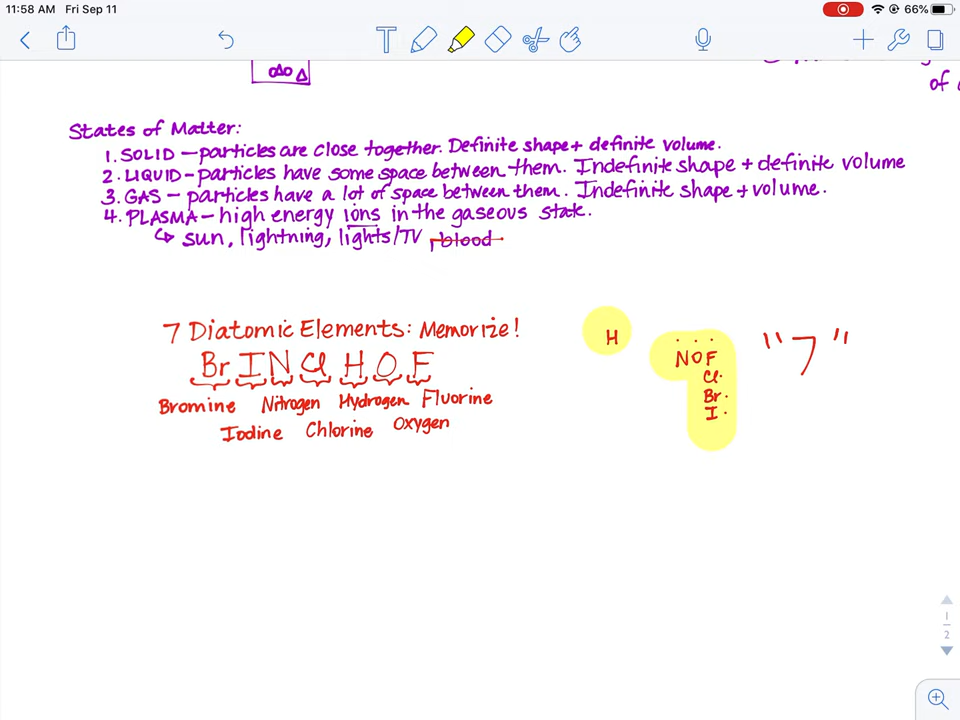 11:58 AM Fri Sep 11
66%
T
of
States of Matter:
1. SOLID – particles are close together. Definite shape + definite volume.
2. LIQUID – particles have some space between them. Indefinite shape + definite volume
3. GAS – particles have a lot of space between them. Indefinite shape + volume.
4. PLASMA – high energy ions in the gaseous state.
↳ sun, lightning, lights/TV, blood
7 Diatomic Elements: Memorize!
Br I N Cl H O F
Bromine Nitrogen Hydrogen Fluorine
Iodine Chlorine Oxygen
H
N O F
Cl
Br
I
"7"
1
2